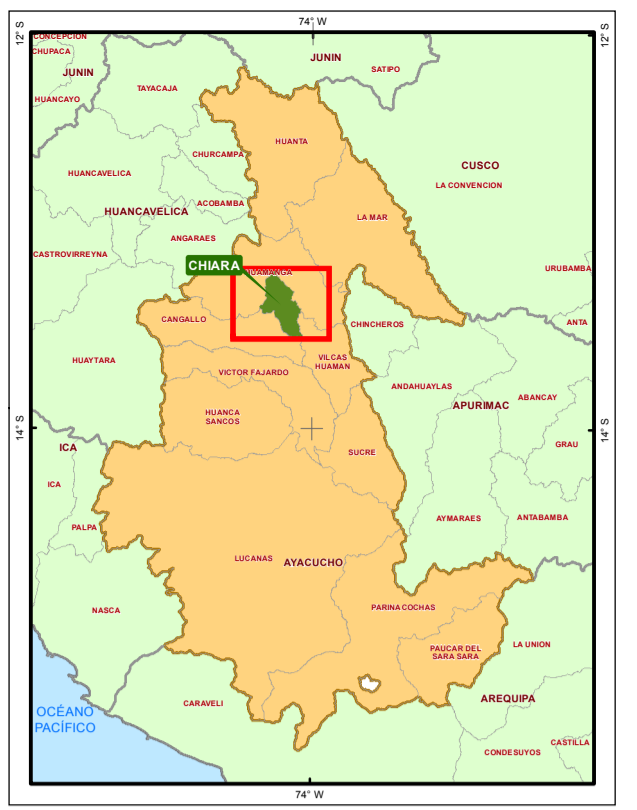 74° W
12° S
12° S
CONCEPCION
CHUPACA
JUNIN
JUNIN
SATIPO
HUANCAYO
TAYACAJA
HUANTA
CHURCAMPA
CUSCO
HUANCAVELICA
LA CONVENCION
ACOBAMBA
HUANCAVELICA
LA MAR
ANGARAES
CASTROVIRREYNA
CHIARA
HUAMANGA
URUBAMBA
CANGALLO
CHINCHEROS
ANTA
HUAYTARA
VILCAS
HUAMAN
VICTOR FAJARDO
ANDAHUAYLAS
ABANCAY
APURIMAC
HUANCA
SANCOS
14° S
14° S
GRAU
ICA
SUCRE
ICA
PALPA
AYMARAES
ANTABAMBA
LUCANAS
AYACUCHO
NASCA
PARINACOCHAS
PAUCAR DEL
SARA SARA
LA UNION
CARAVELI
AREQUIPA
OCÉANO
PACÍFICO
CASTILLA
CONDESUYOS
74° W